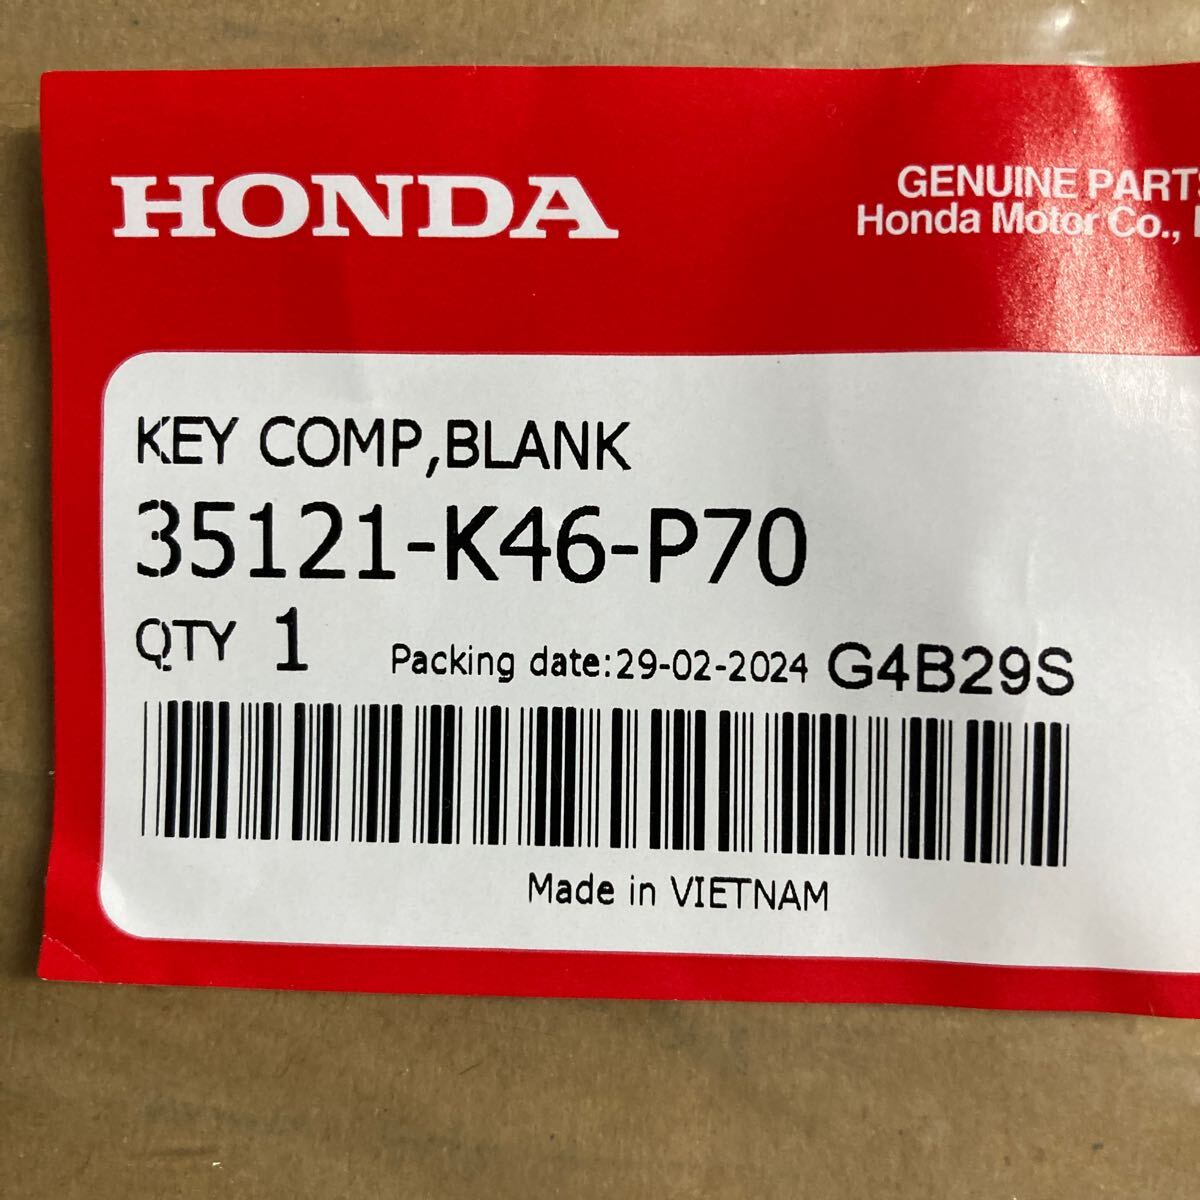 HONDA
GENUINE PARTS
Honda Motor Co.,
KEY COMP,BLANK
35121-K46-P70
QTY 1
Packing date:29-02-2024 G4B29S
Made in VIETNAM